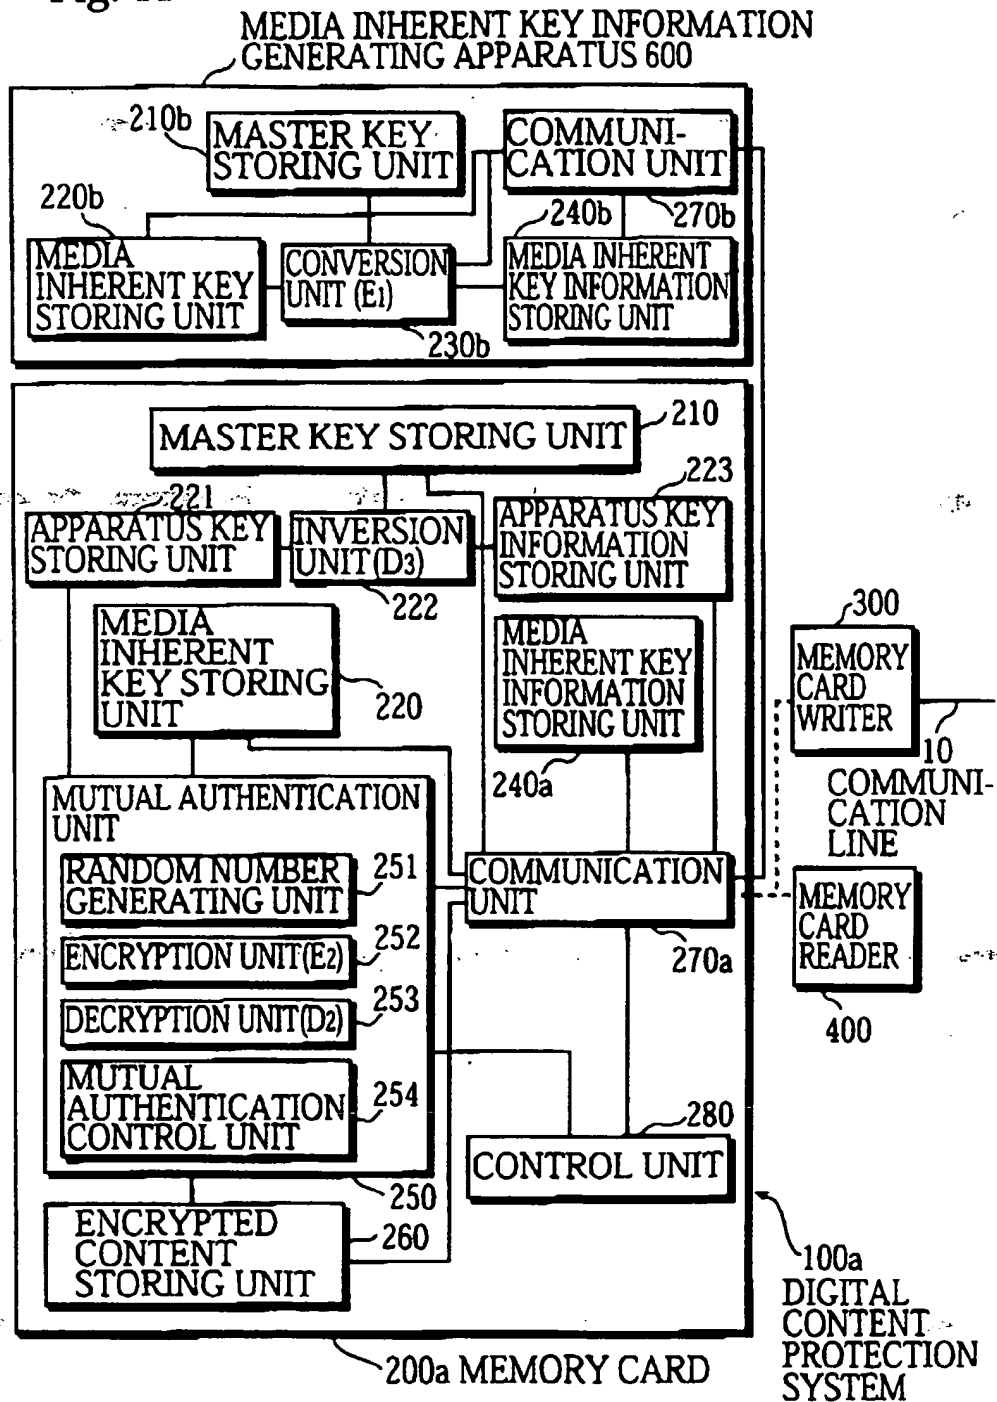 MEDIA INHERENT KEY INFORMATION
GENERATING APPARATUS 600
210b
MASTER KEY
STORING UNIT
COMMUNI-
CATION UNIT
220b
240b
270b
MEDIA
INHERENT KEY
STORING UNIT
CONVERSION
UNIT (E1)
MEDIA INHERENT
KEY INFORMATION
STORING UNIT
230b
MASTER KEY STORING UNIT
210
221
223
APPARATUS KEY
STORING UNIT
INVERSION
UNIT(D3)
APPARATUS KEY
INFORMATION
STORING UNIT
222
MEDIA
INHERENT
KEY STORING
UNIT
220
MEDIA
INHERENT KEY
INFORMATION
STORING UNIT
240a
300
MEMORY
CARD
WRITER
10
COMMUNI-
CATION
LINE
MUTUAL AUTHENTICATION
UNIT
RANDOM NUMBER
GENERATING UNIT
251
ENCRYPTION UNIT(E2)
252
DECRYPTION UNIT(D2)
253
MUTUAL
AUTHENTICATION
CONTROL UNIT
254
250
COMMUNICATION
UNIT
270a
MEMORY
CARD
READER
400
280
CONTROL UNIT
ENCRYPTED
CONTENT
STORING UNIT
260
100a
DIGITAL
CONTENT
PROTECTION
SYSTEM
200a MEMORY CARD